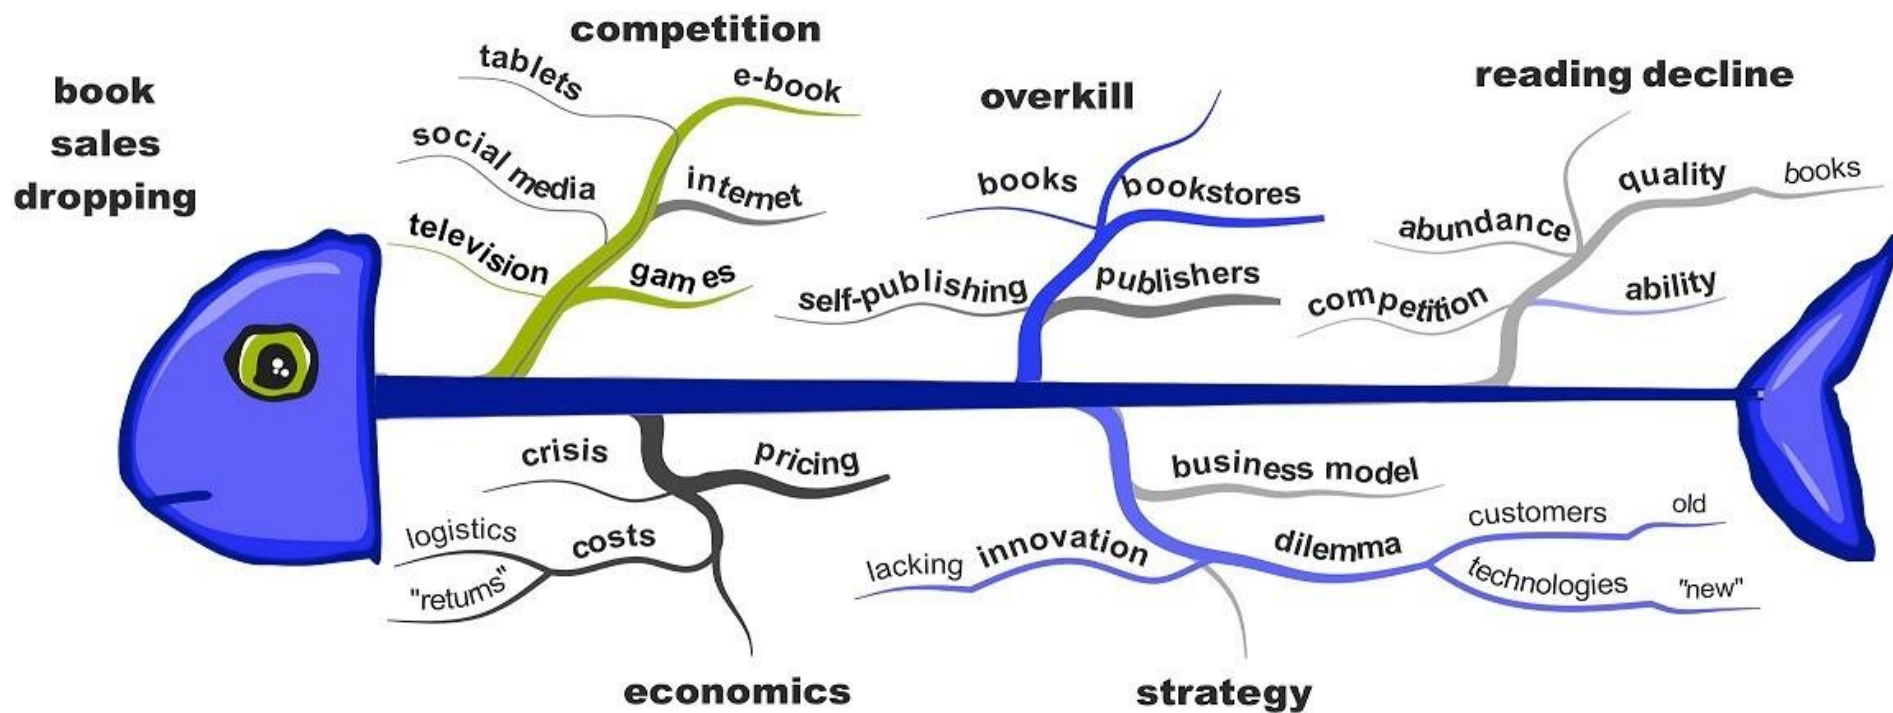 book
sales
dropping
competition
tablets
e-book
social media
internet
television
games
overkill
books
bookstores
self-publishing
publishers
reading decline
quality
books
abundance
competition
ability
crisis
pricing
logistics
costs
"returns"
economics
business model
lacking
innovation
dilemma
customers
old
technologies
"new"
strategy